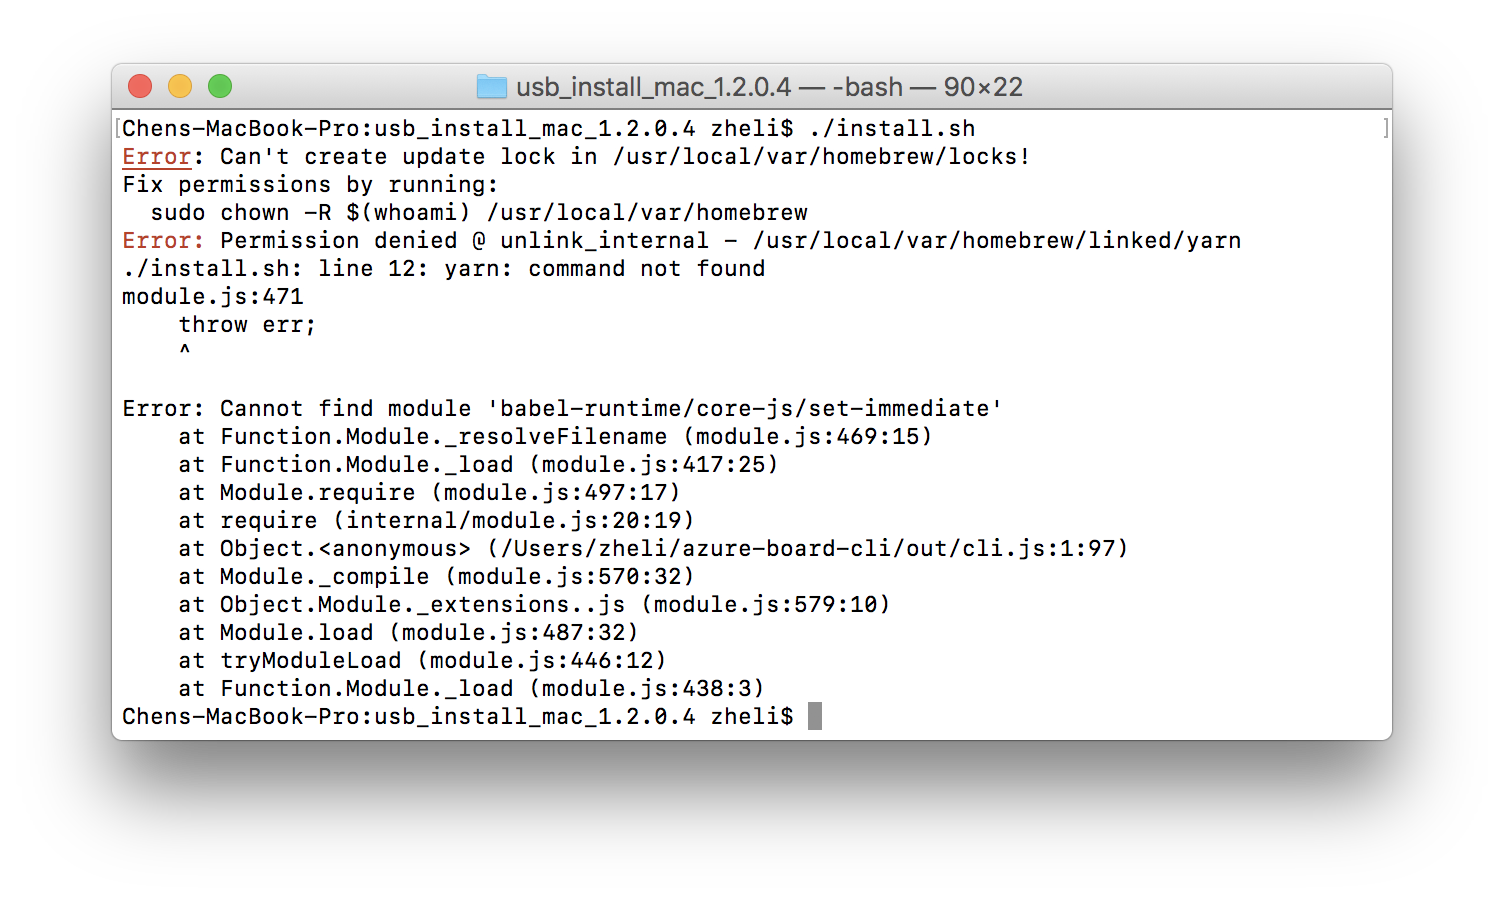 usb_install_mac_1.2.0.4 — -bash — 90×22
[Chens-MacBook-Pro:usb_install_mac_1.2.0.4 zheli$ ./install.sh ]
Error: Can't create update lock in /usr/local/var/homebrew/locks!
Fix permissions by running:
  sudo chown -R $(whoami) /usr/local/var/homebrew
Error: Permission denied @ unlink_internal - /usr/local/var/homebrew/linked/yarn
./install.sh: line 12: yarn: command not found
module.js:471
    throw err;
    ^
Error: Cannot find module 'babel-runtime/core-js/set-immediate'
    at Function.Module._resolveFilename (module.js:469:15)
    at Function.Module._load (module.js:417:25)
    at Module.require (module.js:497:17)
    at require (internal/module.js:20:19)
    at Object.<anonymous> (/Users/zheli/azure-board-cli/out/cli.js:1:97)
    at Module._compile (module.js:570:32)
    at Object.Module._extensions..js (module.js:579:10)
    at Module.load (module.js:487:32)
    at tryModuleLoad (module.js:446:12)
    at Function.Module._load (module.js:438:3)
Chens-MacBook-Pro:usb_install_mac_1.2.0.4 zheli$